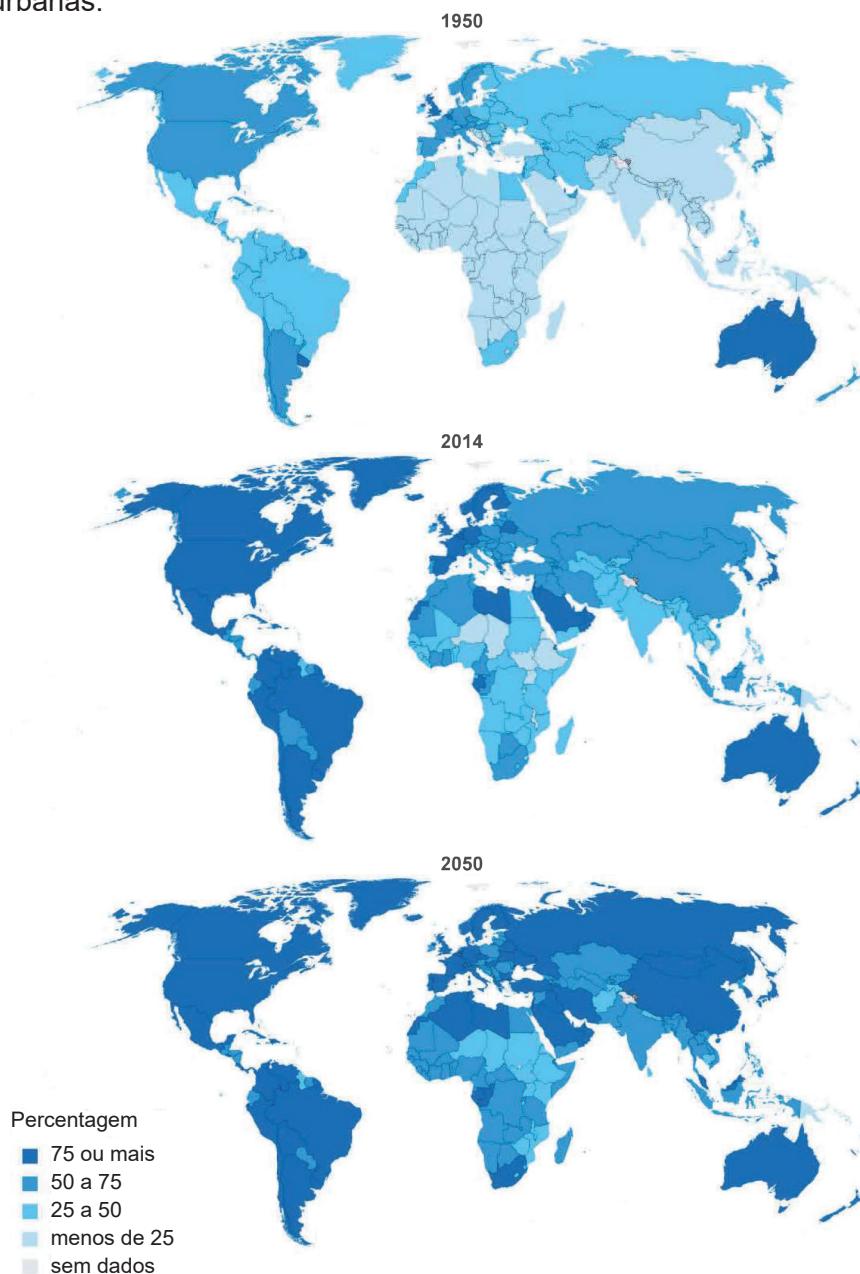 urbanas.
1950
2014
2050
Percentagem
75 ou mais
50 a 75
25 a 50
menos de 25
sem dados